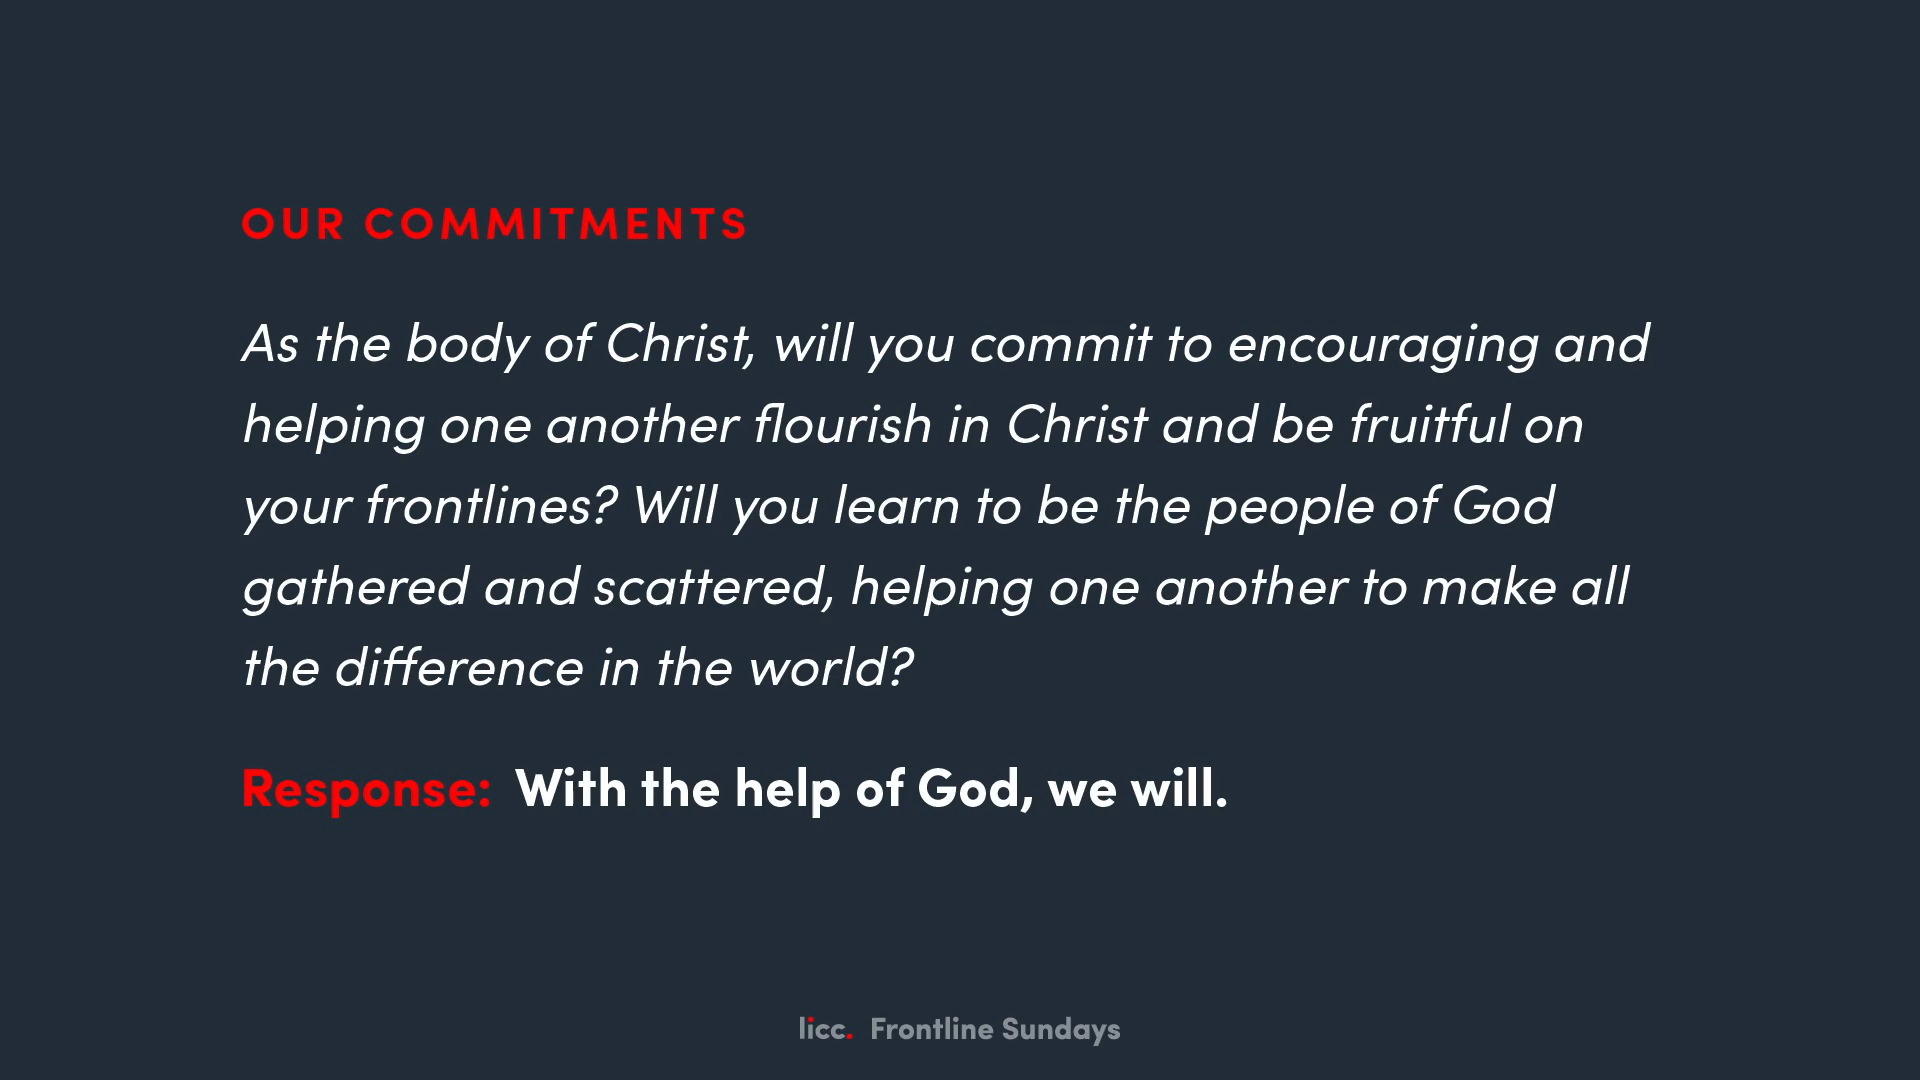 OUR COMMITMENTS
As the body of Christ, will you commit to encouraging and
helping one another flourish in Christ and be fruitful on
your frontlines? Will you learn to be the people of God
gathered and scattered, helping one another to make all
the difference in the world?
Response: With the help of God, we will.
licc. Frontline Sundays